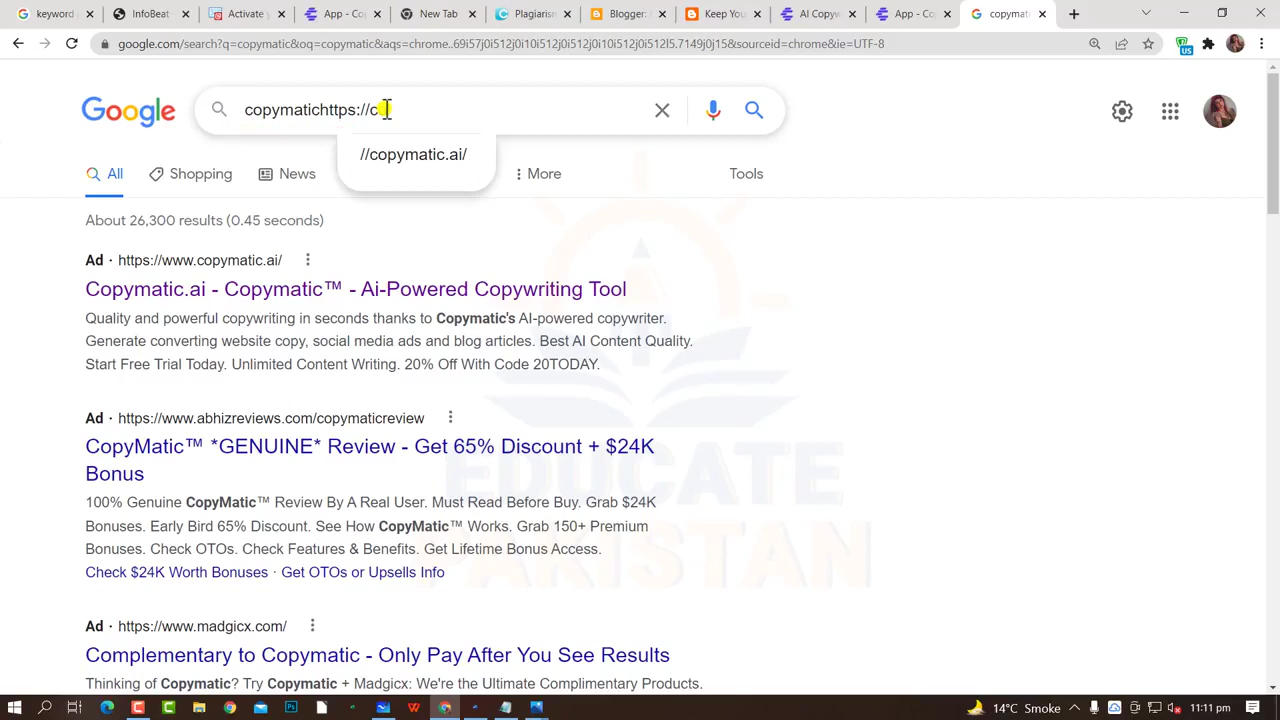 keyword
InfoBeat
Activate
App - Co
New Tab
Plagiarism
Blogger:
Keep You
AI Copyw
App - Co
copymati
google.com/search?q=copymatic&oq=copymatic&aqs=chrome..69i57j0i512j0i10i512j0i512l5.7149j0j15&sourceid=chrome&ie=UTF-8
US
Google
copymatichttps://c
//copymatic.ai/
All
Shopping
News
More
Tools
About 26,300 results (0.45 seconds)
Ad · https://www.copymatic.ai/
Copymatic.ai - Copymatic™ - Ai-Powered Copywriting Tool
Quality and powerful copywriting in seconds thanks to Copymatic's AI-powered copywriter.
Generate converting website copy, social media ads and blog articles. Best AI Content Quality.
Start Free Trial Today. Unlimited Content Writing. 20% Off With Code 20TODAY.
Ad · https://www.abhizreviews.com/copymaticreview
CopyMatic™ *GENUINE* Review - Get 65% Discount + $24K
Bonus
100% Genuine CopyMatic™ Review By A Real User. Must Read Before Buy. Grab $24K
Bonuses. Early Bird 65% Discount. See How CopyMatic™ Works. Grab 150+ Premium
Bonuses. Check OTOs. Check Features & Benefits. Get Lifetime Bonus Access.
Check $24K Worth Bonuses · Get OTOs or Upsells Info
EDUCATE
PAKISTAN
Ad · https://www.madgicx.com/
Complementary to Copymatic - Only Pay After You See Results
Thinking of Copymatic? Try Copymatic + Madgicx: We're the Ultimate Complimentary Products.
14°C Smoke
11:11 pm